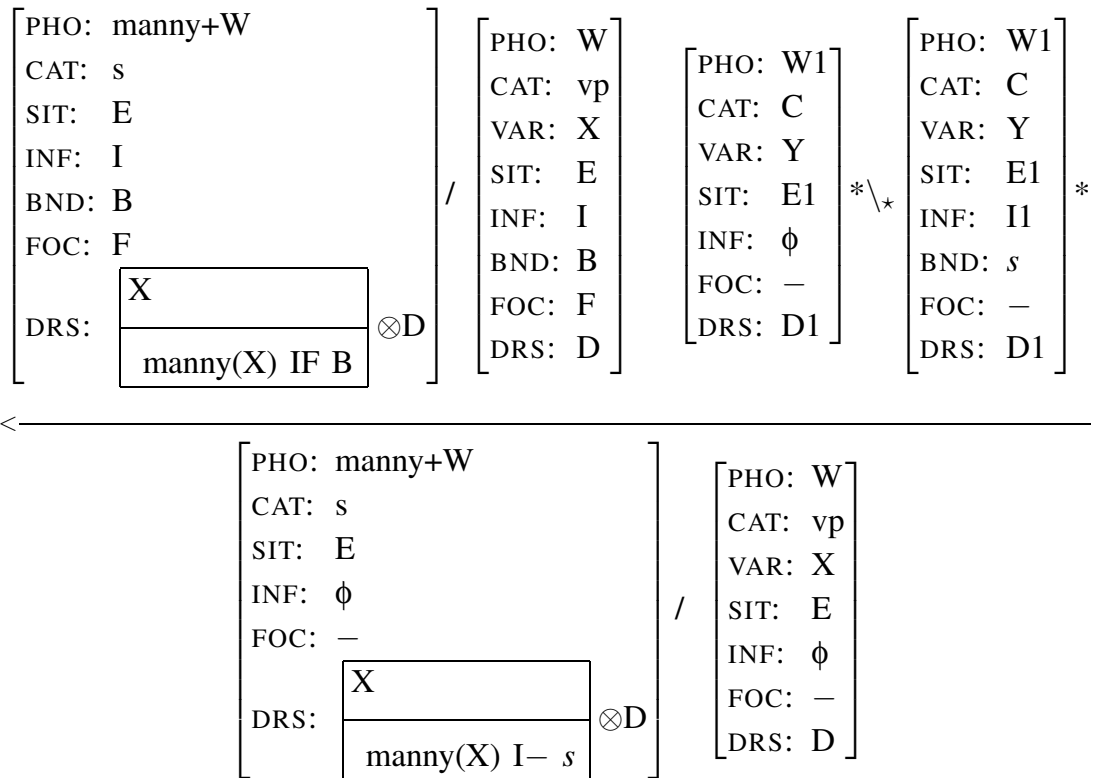 PHO: manny+W
CAT: s
SIT: E
INF: I
BND: B
FOC: F
DRS:
X
manny(X) IF B
⊗D
/
PHO: W
CAT: vp
VAR: X
SIT: E
INF: I
BND: B
FOC: F
DRS: D
PHO: W1
CAT: C
VAR: Y
SIT: E1
INF: ϕ
FOC: −
DRS: D1
*\⋆
PHO: W1
CAT: C
VAR: Y
SIT: E1
INF: I1
BND: s
FOC: −
DRS: D1
*
<
PHO: manny+W
CAT: s
SIT: E
INF: ϕ
FOC: −
DRS:
X
manny(X) I− s
⊗D
/
PHO: W
CAT: vp
VAR: X
SIT: E
INF: ϕ
FOC: −
DRS: D